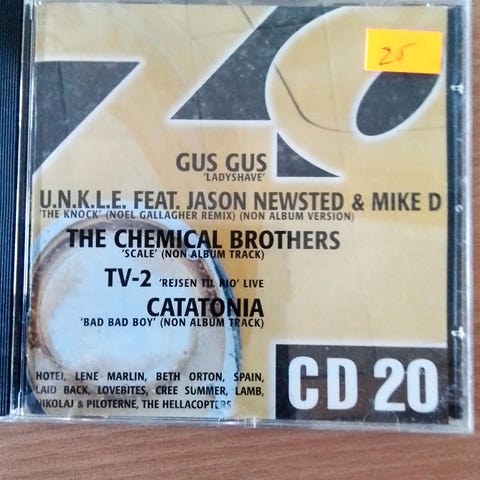 20
25
GUS GUS
'LADYSHAVE'
U.N.K.L.E. FEAT. JASON NEWSTED & MIKE D
'THE KNOCK' (NOEL GALLAGHER REMIX) (NON ALBUM VERSION)
THE CHEMICAL BROTHERS
'SCALE' (NON ALBUM TRACK)
TV-2 'REJSEN TIL RIO' LIVE
CATATONIA
'BAD BAD BOY' (NON ALBUM TRACK)
HOTEI, LENE MARLIN, BETH ORTON, SPAIN,
LAID BACK, LOVEBITES, CREE SUMMER, LAMB,
NIKOLAJ & PILOTERNE, THE HELLACOPTERS
CD 20